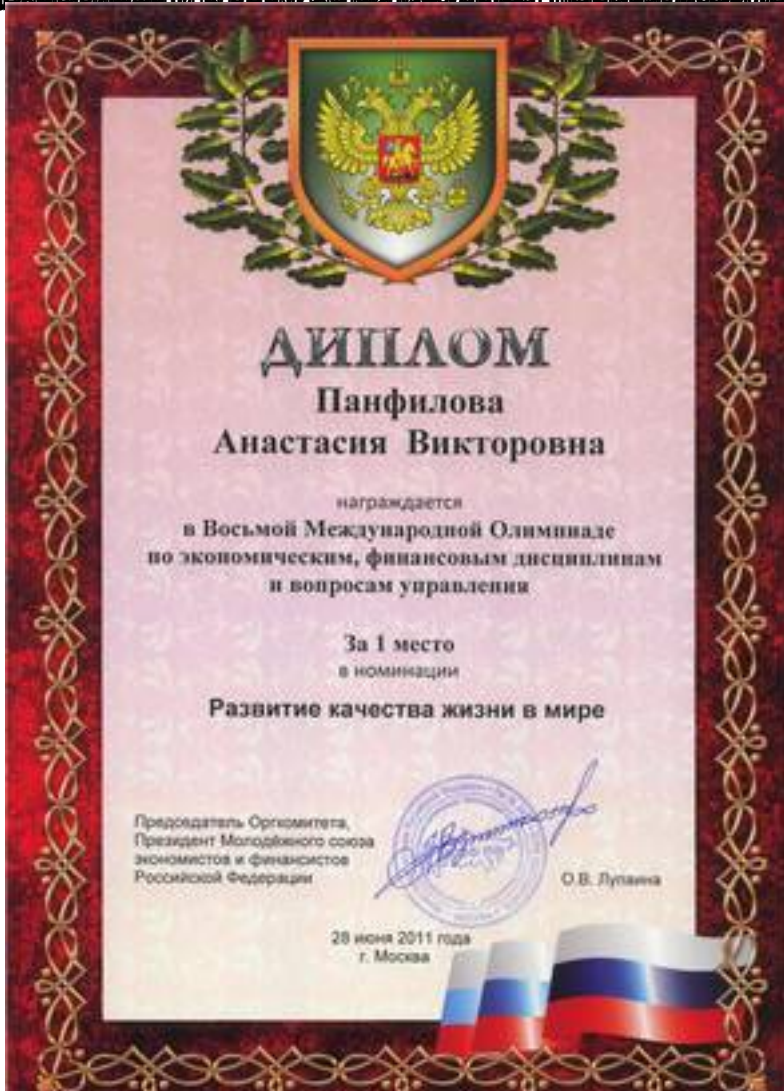 ДИПЛОМ
Панфилова
Анастасия Викторовна
награждается
в Восьмой Международной Олимпиаде
по экономическим, финансовым дисциплинам
и вопросам управления
За 1 место
в номинации
Развитие качества жизни в мире
Председатель Оргкомитета,
Президент Молодёжного союза
экономистов и финансистов
Российской Федерации
О.В. Лупаина
28 июня 2011 года
г. Москва